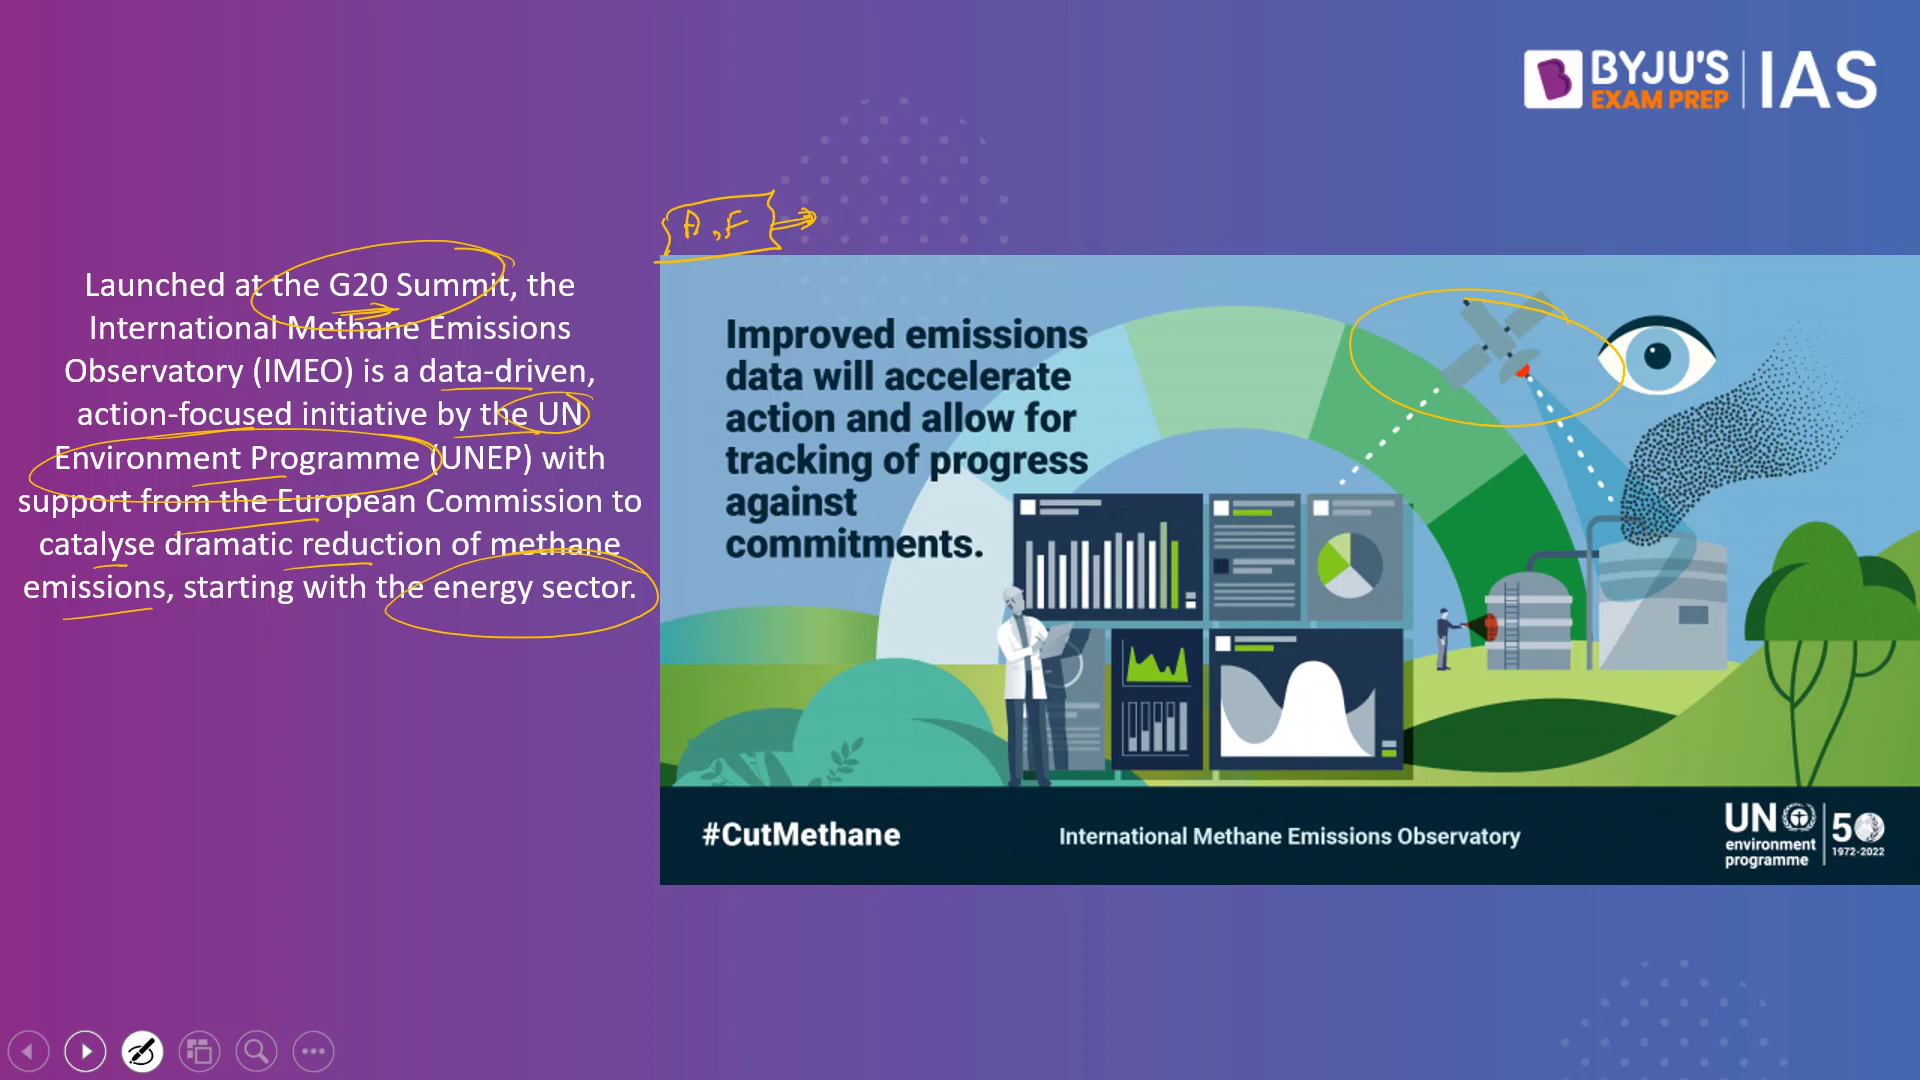 BYJU'S
EXAM PREP
IAS
A, F
Launched at the G20 Summit, the
International Methane Emissions
Observatory (IMEO) is a data-driven,
action-focused initiative by the UN
Environment Programme (UNEP) with
support from the European Commission to
catalyse dramatic reduction of methane
emissions, starting with the energy sector.
Improved emissions
data will accelerate
action and allow for
tracking of progress
against
commitments.
#CutMethane
International Methane Emissions Observatory
UN
environment
programme
50
1972-2022